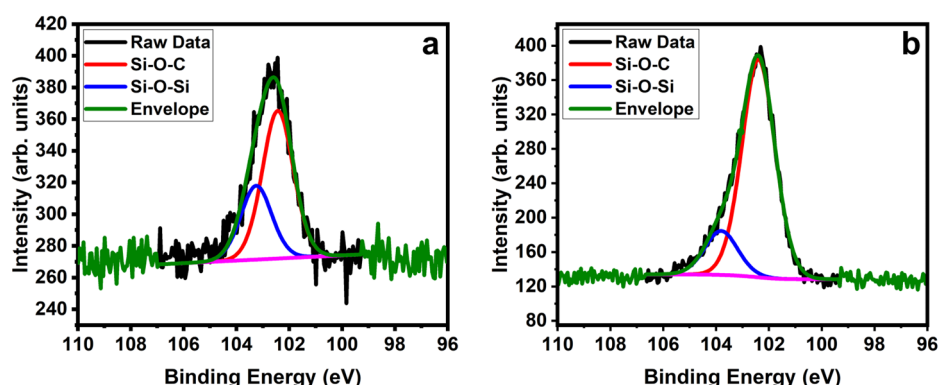 a
Raw Data
Si-O-C
Si-O-Si
Envelope
Intensity (arb. units)
420
400
380
360
340
320
300
280
260
240
110 108 106 104 102 100 98 96
Binding Energy (eV)
b
Raw Data
Si-O-C
Si-O-Si
Envelope
Intensity (arb. units)
400
360
320
280
240
200
160
120
80
110 108 106 104 102 100 98 96
Binding Energy (eV)